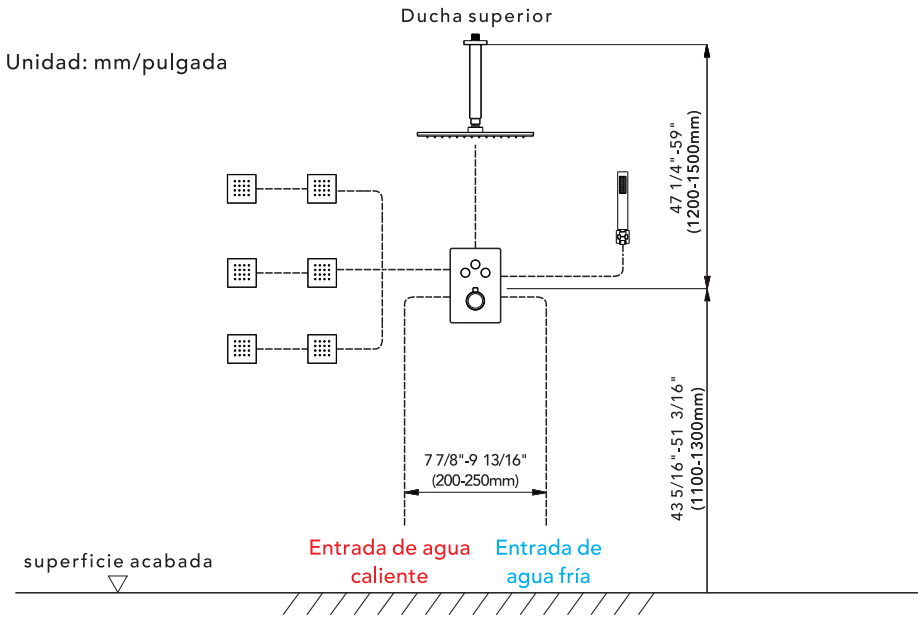 Ducha superior
Unidad: mm/pulgada
47 1/4"-59"
(1200-1500mm)
7 7/8"-9 13/16"
(200-250mm)
43 5/16"-51 3/16"
(1100-1300mm)
Entrada de agua
caliente
Entrada de
agua fría
superficie acabada